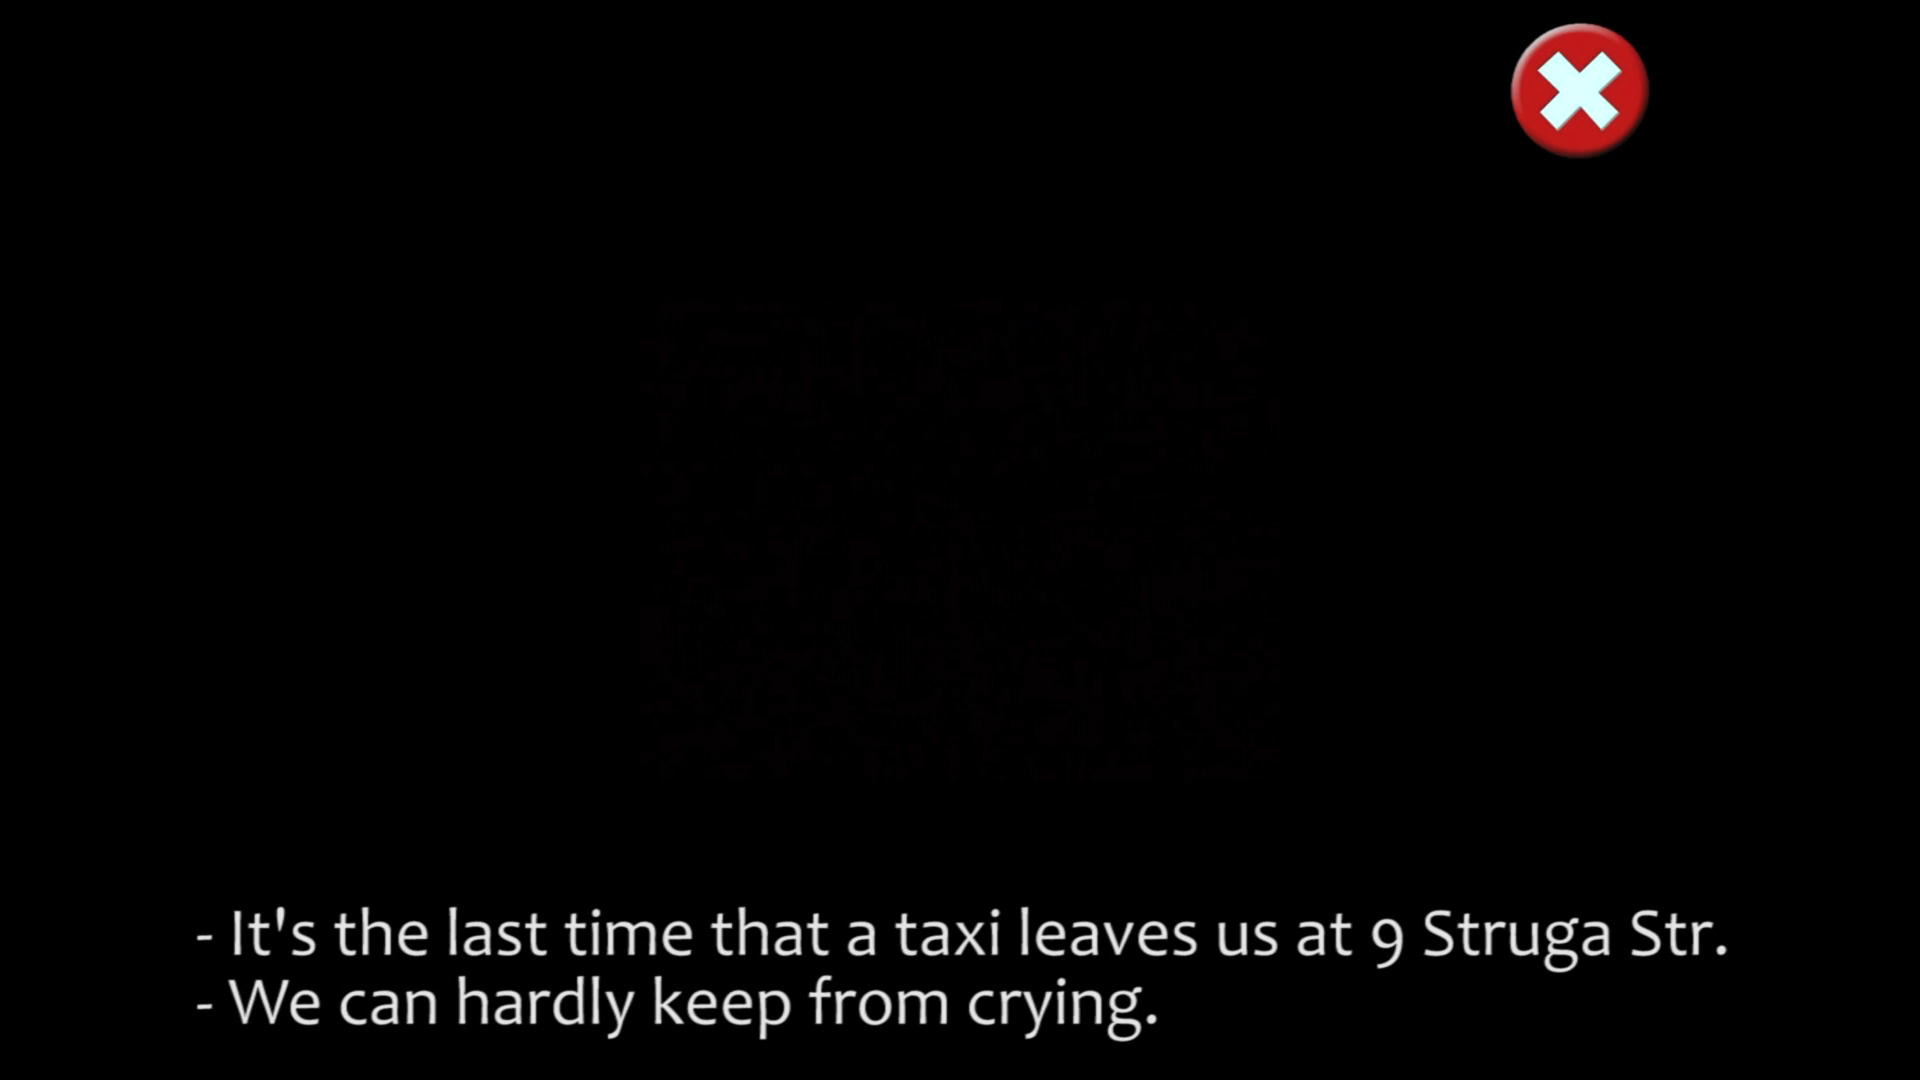 - It's the last time that a taxi leaves us at 9 Struga Str.
- We can hardly keep from crying.